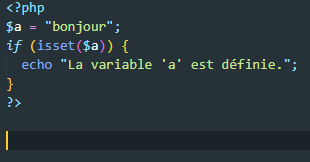 <?php
$a = "bonjour";
if (isset($a)) {
  echo "La variable 'a' est définie.";
}
?>